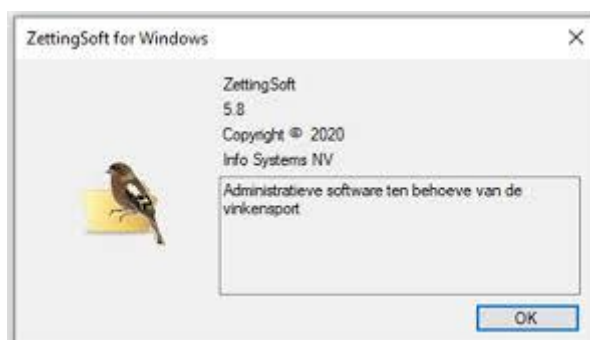 ZettingSoft for Windows
ZettingSoft
5.8
Copyright © 2020
Info Systems NV
Administratieve software ten behoeve van de
vinkensport
OK